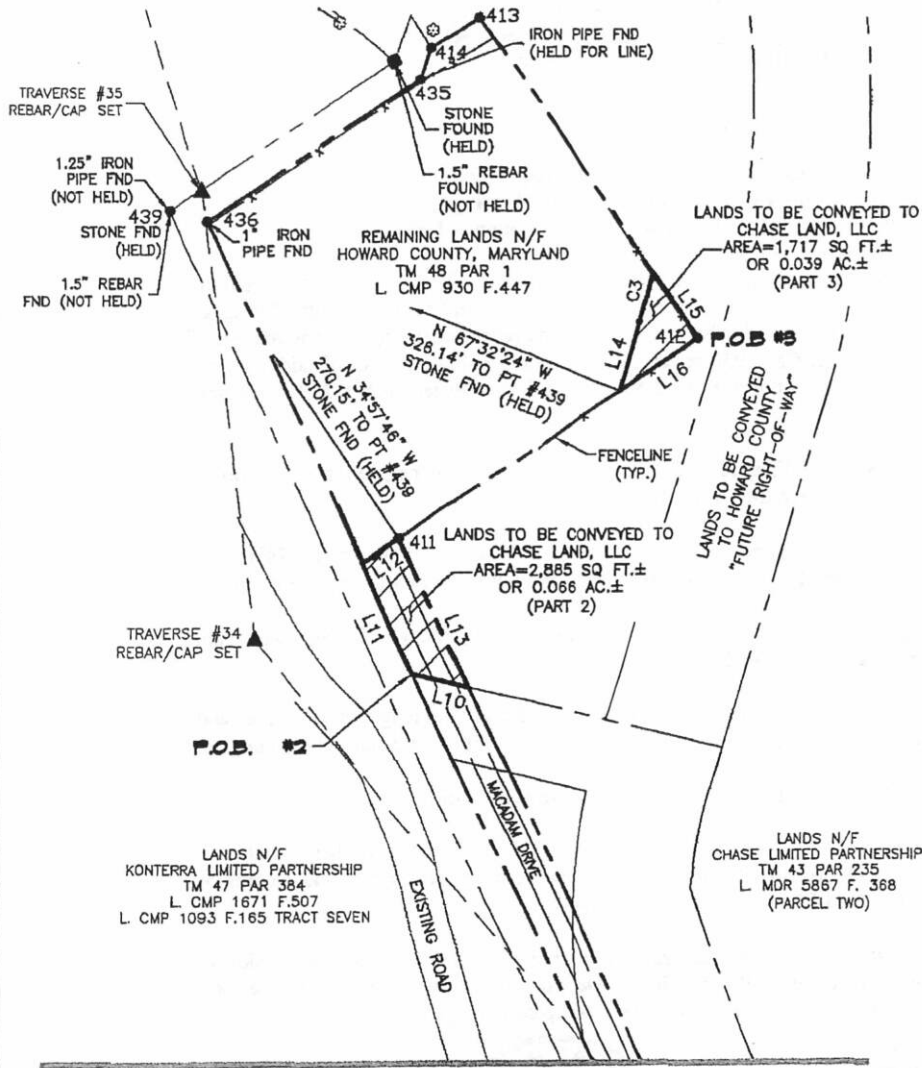 413
414
IRON PIPE FND
(HELD FOR LINE)
435
TRAVERSE #35
REBAR/CAP SET
STONE
FOUND
(HELD)
1.25" IRON
PIPE FND
(NOT HELD)
1.5" REBAR
FOUND
(NOT HELD)
439
STONE FND
(HELD)
436
1" IRON
PIPE FND
1.5" REBAR
FND (NOT HELD)
REMAINING LANDS N/F
HOWARD COUNTY, MARYLAND
TM 48 PAR 1
L. CMP 930 F.447
LANDS TO BE CONVEYED TO
CHASE LAND, LLC
AREA=1,717 SQ FT.±
OR 0.039 AC.±
(PART 3)
C3
L15
412
P.O.B #3
L14
L16
N 67°32'24" W
326.14' TO PT #439
STONE FND (HELD)
N 34°57'46" W
270.15' TO PT #439
STONE FND (HELD)
FENCELINE
(TYP.)
LANDS TO BE CONVEYED
TO HOWARD COUNTY
"FUTURE RIGHT-OF-WAY"
411
LANDS TO BE CONVEYED TO
CHASE LAND, LLC
AREA=2,885 SQ FT.±
OR 0.066 AC.±
(PART 2)
L12
L11
L13
L10
TRAVERSE #34
REBAR/CAP SET
P.O.B. #2
MACADAM DRIVE
EXISTING ROAD
LANDS N/F
KONTERRA LIMITED PARTNERSHIP
TM 47 PAR 384
L. CMP 1671 F.507
L. CMP 1093 F.165 TRACT SEVEN
LANDS N/F
CHASE LIMITED PARTNERSHIP
TM 43 PAR 235
L. MDR 5867 F. 368
(PARCEL TWO)